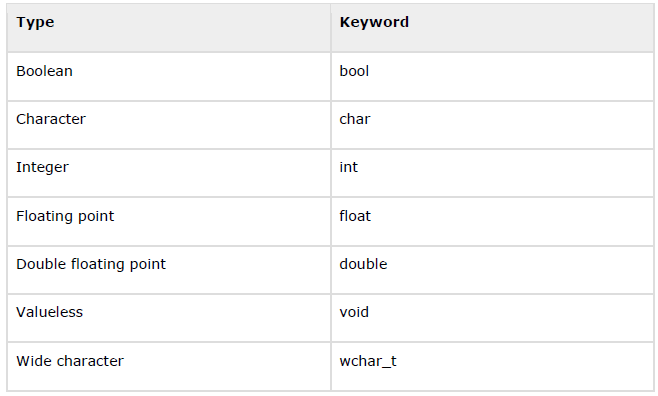 Type Keyword
Boolean bool
Character char
Integer int
Floating point float
Double floating point double
Valueless void
Wide character wchar_t